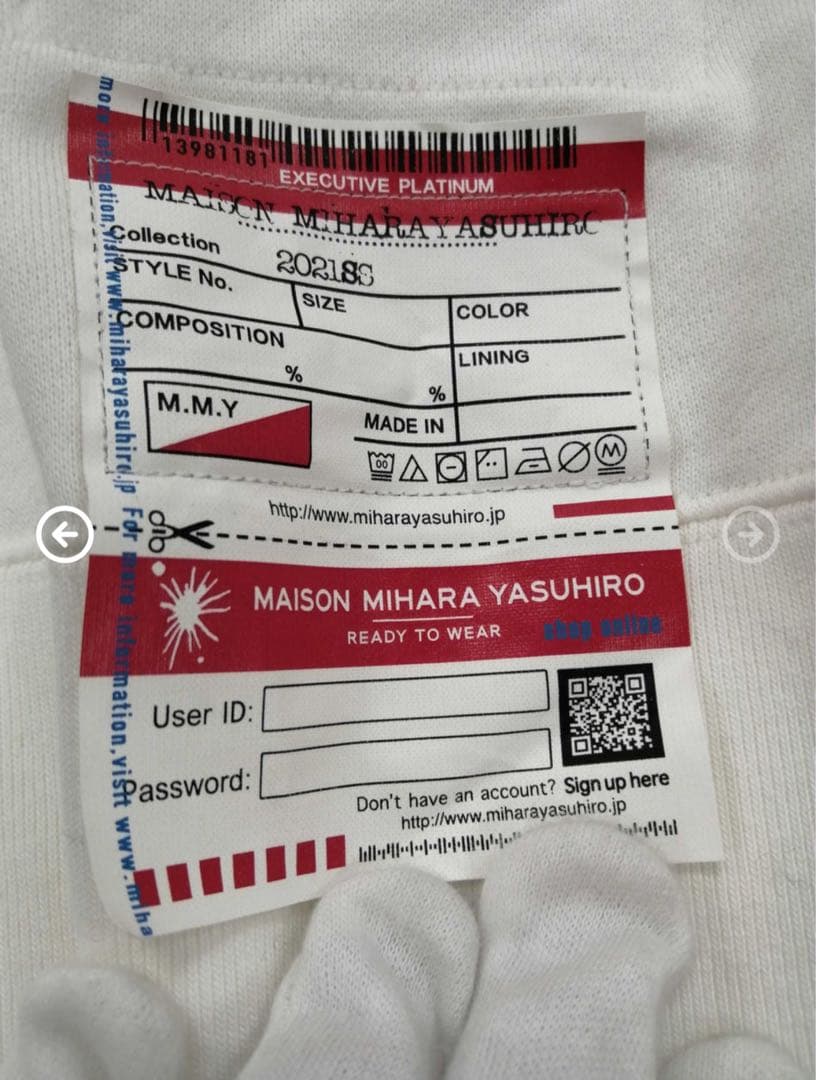 13981181
EXECUTIVE PLATINUM
MAISON MIHARAYASUHIRO
Collection 2021SS
STYLE No. SIZE COLOR
COMPOSITION LINING
% %
M.M.Y MADE IN
http://www.miharayasuhiro.jp
MAISON MIHARA YASUHIRO
READY TO WEAR shop online
User ID:
Password:
Don't have an account? Sign up here
http://www.miharayasuhiro.jp
more information,visit www.miharayasuhiro.jp For more information,visit www.miha